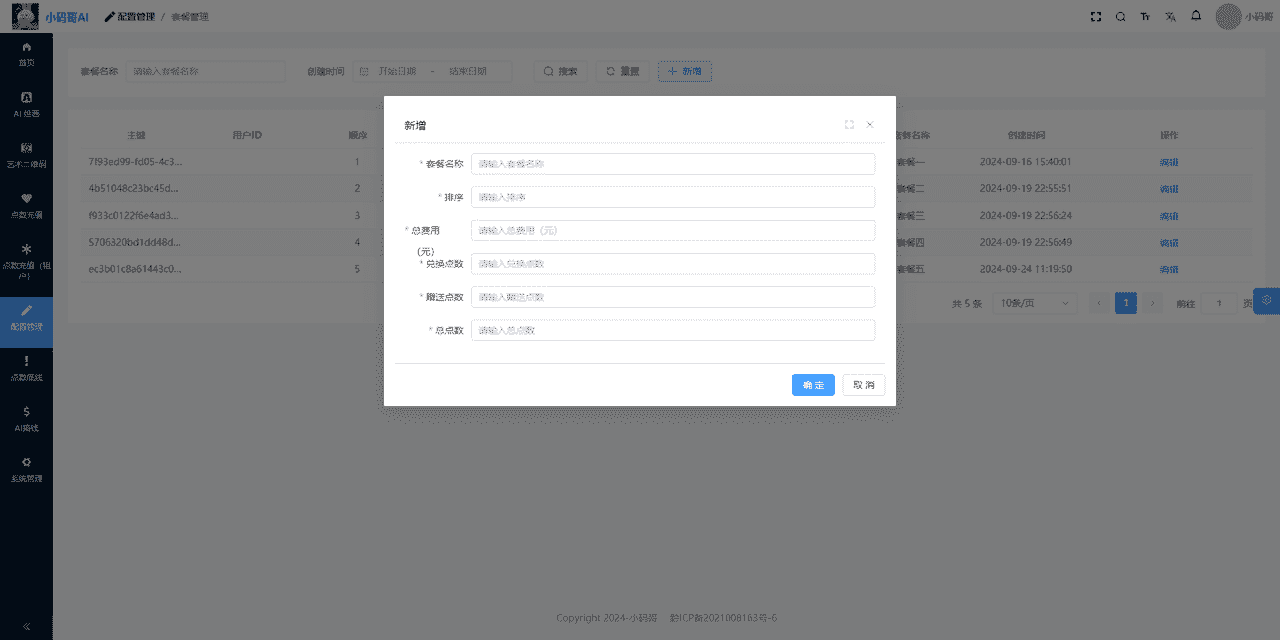 小码哥AI 配置管理 / 套餐管理 Tr 小码哥
首页
AI 处器
艺术二维码
点数充值
点数充值（租户）
配置管理
点数底线
AI离线
系统管理
套餐名称 请输入套餐名称 创建时间 开始日期 - 结束日期 搜索 重置 新增
主键 用户ID 顺序 套餐名称 创建时间 操作
7f93ed99-fd05-4c3... 1 套餐一 2024-09-16 15:40:01 编辑
4b51048c23bc45d... 2 套餐二 2024-09-19 22:55:51 编辑
f933c0122f6e4ad3... 3 套餐三 2024-09-19 22:56:24 编辑
5706320bd1dd48d... 4 套餐四 2024-09-19 22:56:49 编辑
ec3b01c8a61443c0... 5 套餐五 2024-09-24 11:19:50 编辑
共 5 条 10条/页 1 前往 1 页
新增
* 套餐名称 请输入套餐名称
* 排序 请输入排序
* 总费用（元） 请输入总费用（元）
* 兑换点数 请输入兑换点数
* 赠送点数 请输入赠送点数
* 总点数 请输入总点数
确 定 取 消
Copyright 2024-小码哥 黔ICP备2021008163号-6